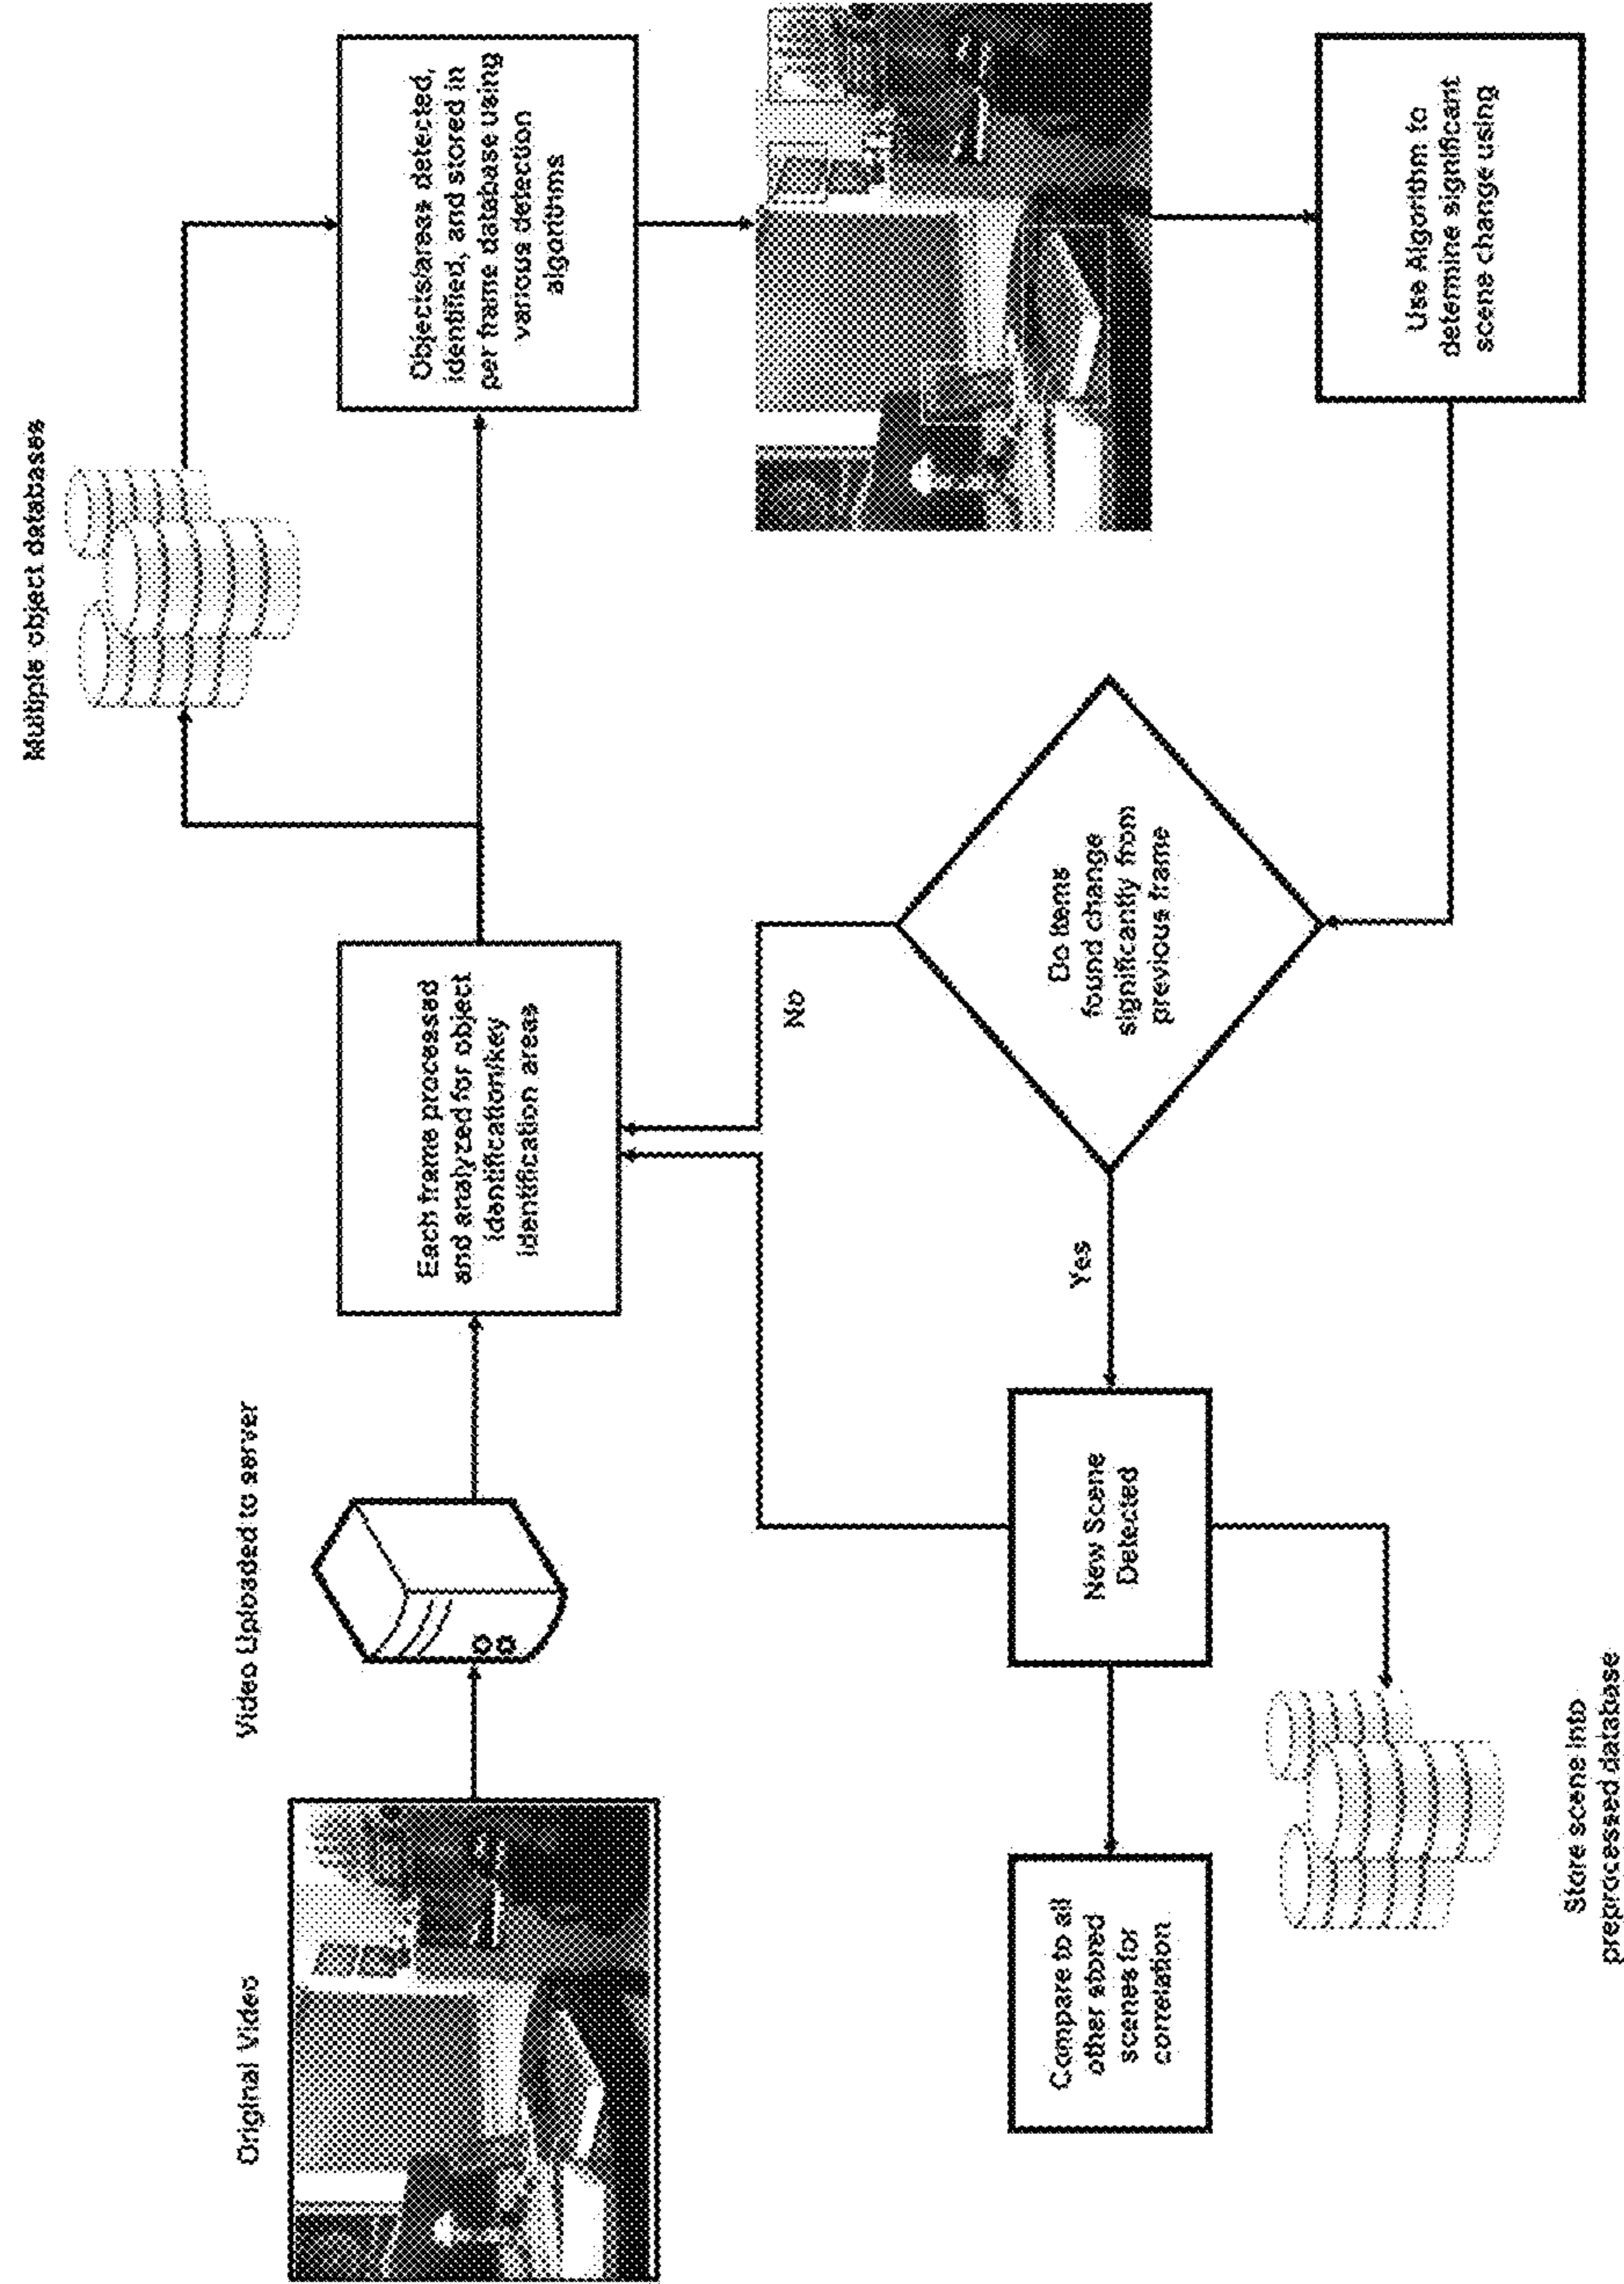 Original Video
Video Uploaded to server
Each frame processed
and analyzed for object
identification/key
identification areas
Multiple object databases
Objects/areas detected,
identified, and stored in
per frame database using
various detection
algorithms
Use Algorithm to
determine significant
scene change using
Do items
found change
significantly from
previous frame
No
Yes
New Scene
Detected
Compare to all
other stored
scenes for
correlation
Store scene into
preprocessed database